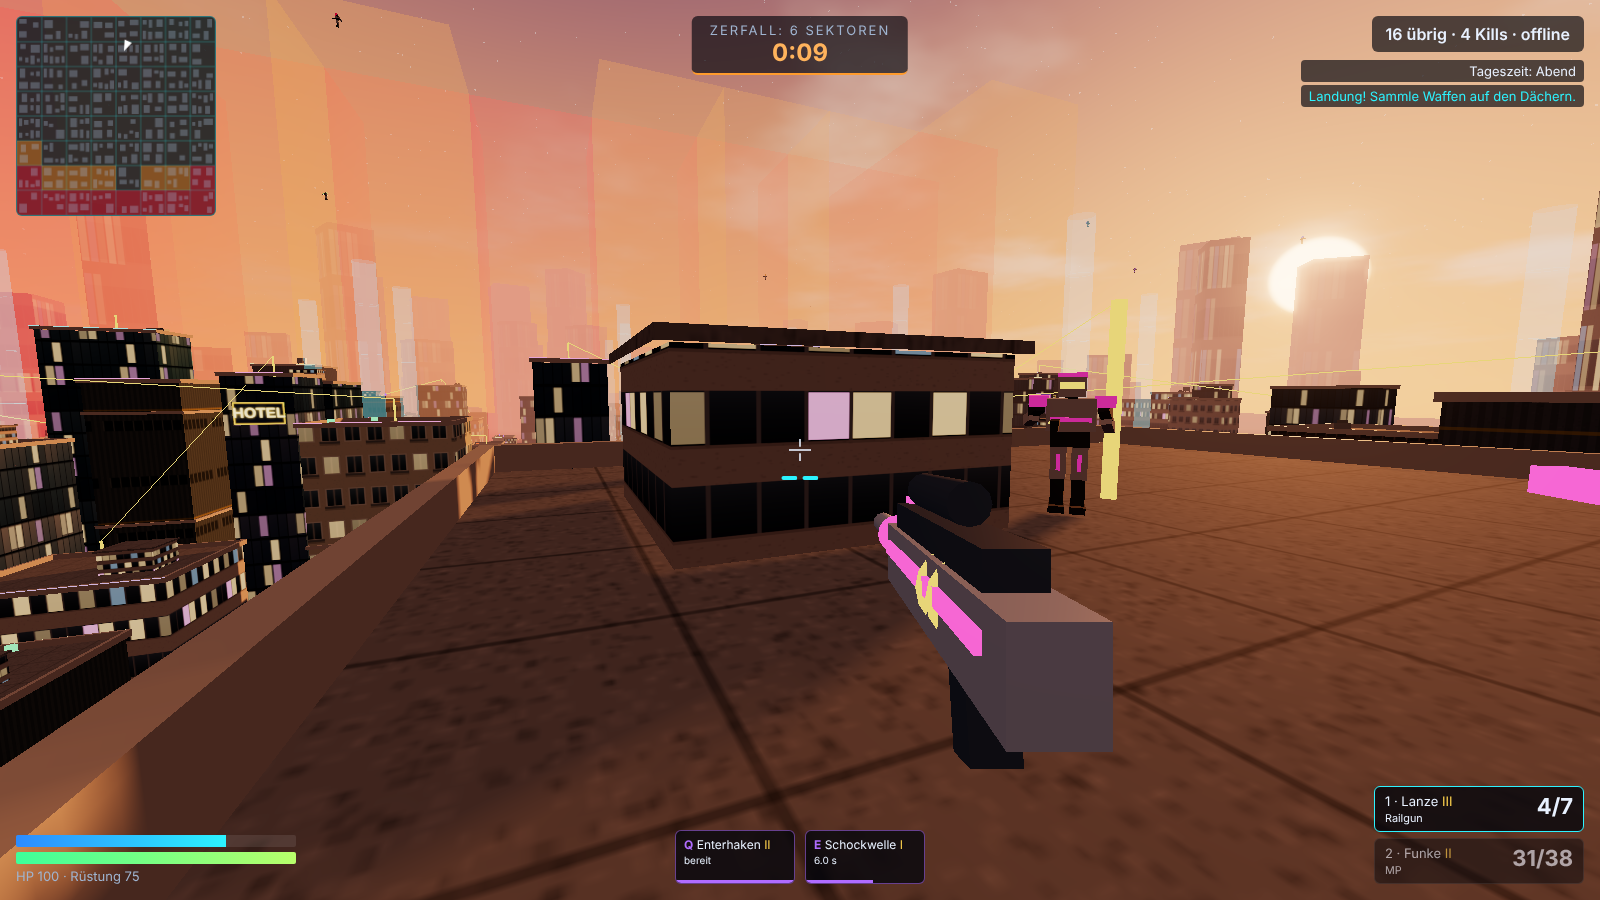 ZERFALL: 6 SEKTOREN
0:09
16 übrig · 4 Kills · offline
Tageszeit: Abend
Landung! Sammle Waffen auf den Dächern.
HOTEL
HP 100 · Rüstung 75
Q Enterhaken II
bereit
E Schockwelle I
6.0 s
1 · Lanze III
Railgun
4/7
2 · Funke II
MP
31/38